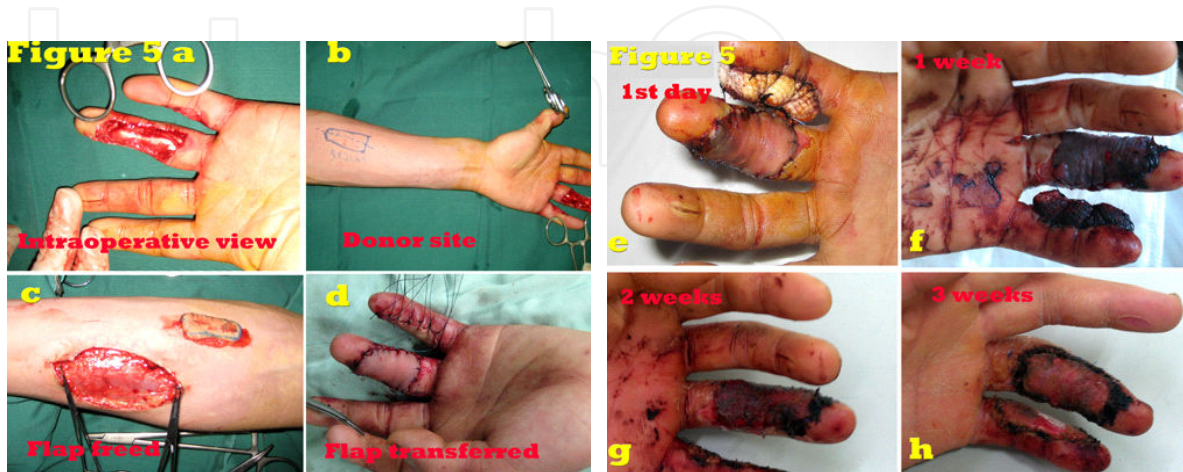 Figure 5 a
Intraoperative view
b
Donor site
c
Flap freed
d
Flap transferred
Figure 5
1st day
e
1 week
f
2 weeks
g
3 weeks
h